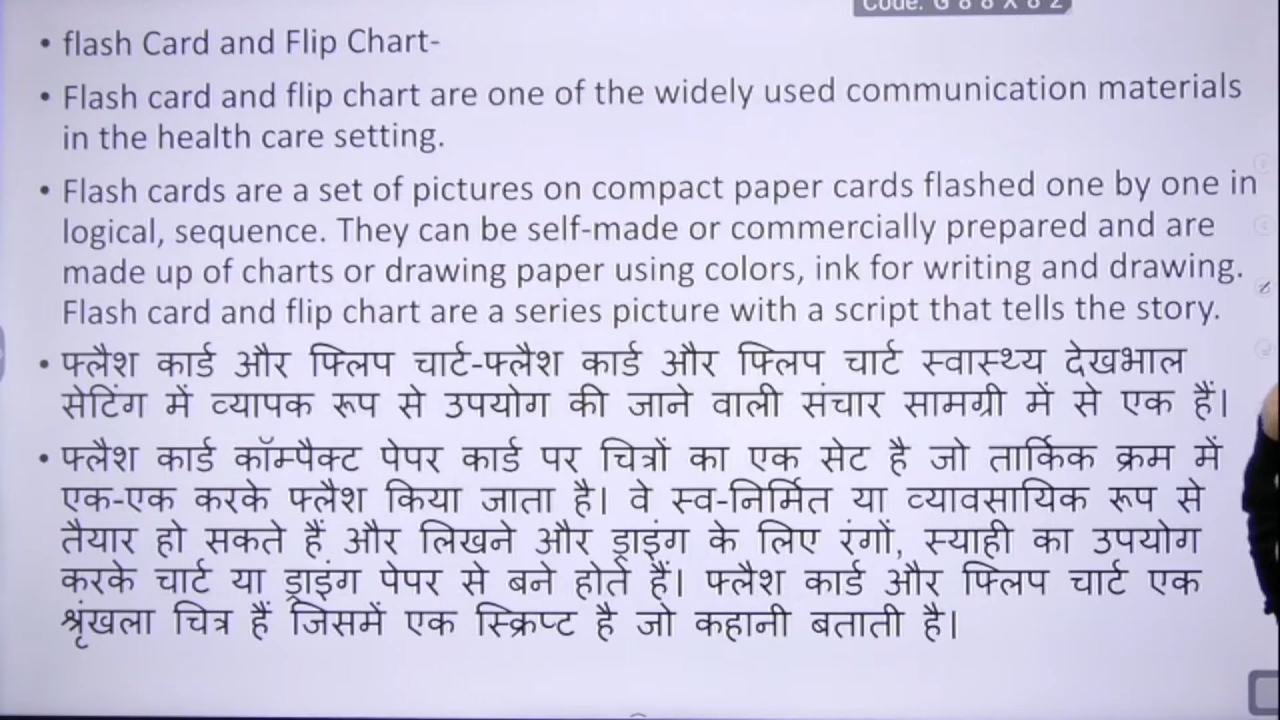 Code: G 8 8 X 8 2
• flash Card and Flip Chart-
• Flash card and flip chart are one of the widely used communication materials
in the health care setting.
• Flash cards are a set of pictures on compact paper cards flashed one by one in
logical, sequence. They can be self-made or commercially prepared and are
made up of charts or drawing paper using colors, ink for writing and drawing.
Flash card and flip chart are a series picture with a script that tells the story.
• फ्लैश कार्ड और फ्लिप चार्ट-फ्लैश कार्ड और फ्लिप चार्ट स्वास्थ्य देखभाल
सेटिंग में व्यापक रूप से उपयोग की जाने वाली संचार सामग्री में से एक हैं।
• फ्लैश कार्ड कॉम्पैक्ट पेपर कार्ड पर चित्रों का एक सेट है जो तार्किक क्रम में
एक-एक करके फ्लैश किया जाता है। वे स्व-निर्मित या व्यावसायिक रूप से
तैयार हो सकते हैं और लिखने और ड्राइंग के लिए रंगों, स्याही का उपयोग
करके चार्ट या ड्राइंग पेपर से बने होते हैं। फ्लैश कार्ड और फ्लिप चार्ट एक
श्रृंखला चित्र हैं जिसमें एक स्क्रिप्ट है जो कहानी बताती है।